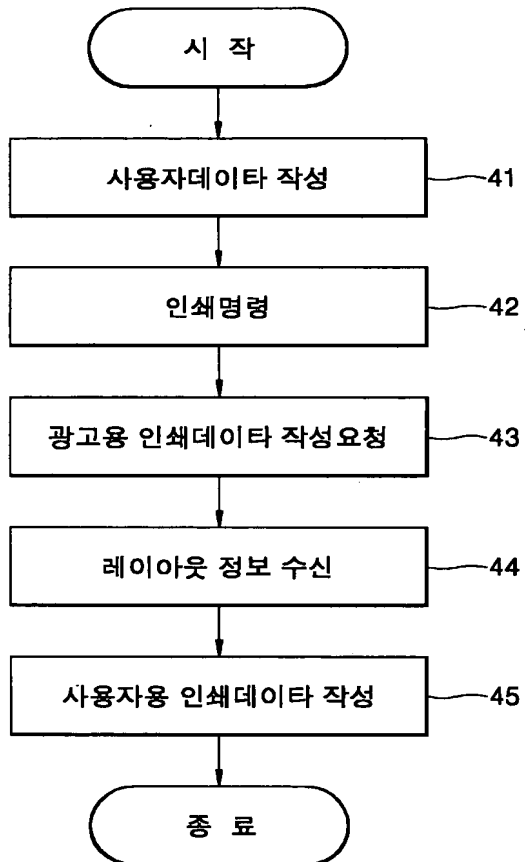 시 작
사용자데이타 작성
41
인쇄명령
42
광고용 인쇄데이타 작성요청
43
레이아웃 정보 수신
44
사용자용 인쇄데이타 작성
45
종 료